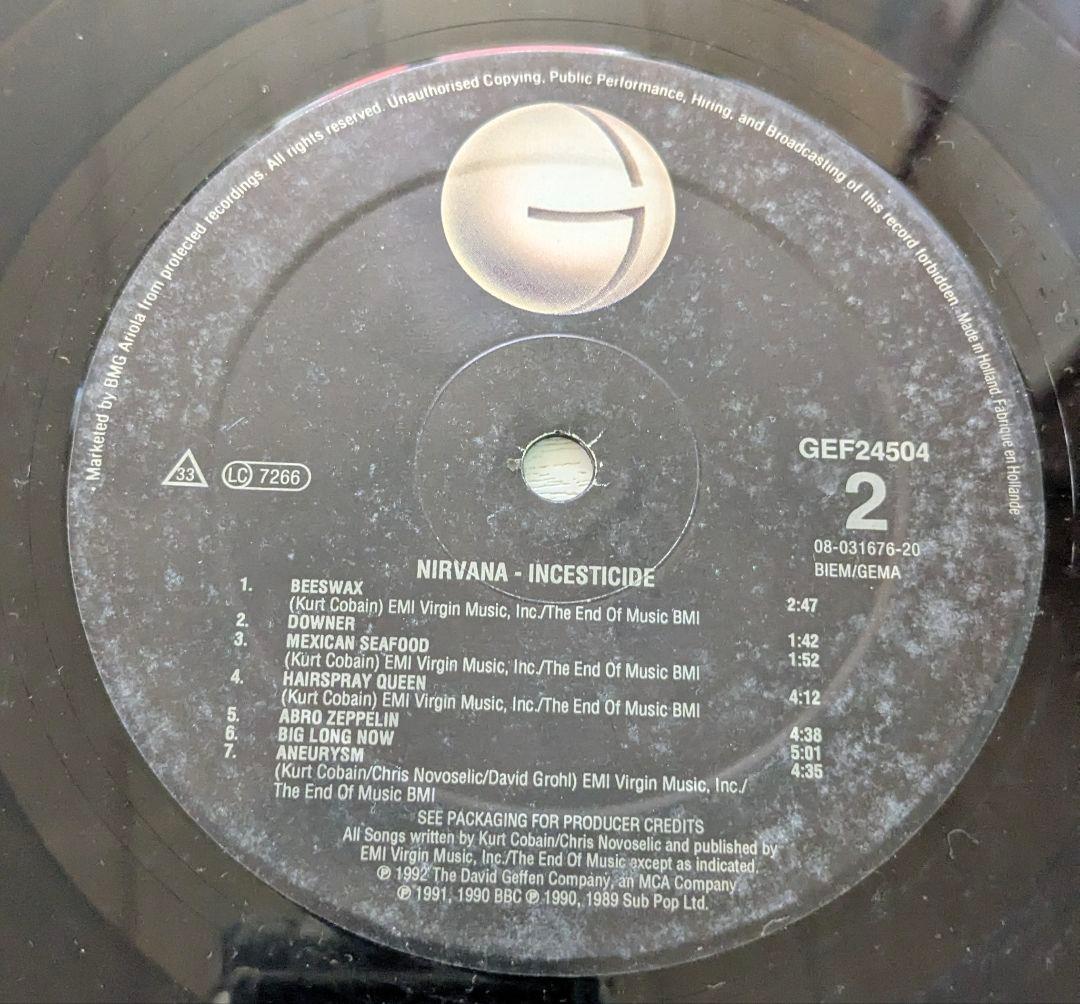 Marketed by BMG Ariola from protected recordings. All rights reserved. Unauthorised Copying, Public Performance, Hiring, and Broadcasting of this record forbidden. Made in Holland Fabriqué en Hollande
33
LC 7266
GEF24504
2
08-031676-20
BIEM/GEMA
NIRVANA - INCESTICIDE
1. BEESWAX
(Kurt Cobain) EMI Virgin Music, Inc./The End Of Music BMI 2:47
2. DOWNER 1:42
3. MEXICAN SEAFOOD 1:52
(Kurt Cobain) EMI Virgin Music, Inc./The End Of Music BMI
4. HAIRSPRAY QUEEN
(Kurt Cobain) EMI Virgin Music, Inc./The End Of Music BMI 4:12
5. ABRO ZEPPELIN 4:38
6. BIG LONG NOW 5:01
7. ANEURYSM 4:35
(Kurt Cobain/Chris Novoselic/David Grohl) EMI Virgin Music, Inc./
The End Of Music BMI
SEE PACKAGING FOR PRODUCER CREDITS
All Songs written by Kurt Cobain/Chris Novoselic and published by
EMI Virgin Music, Inc./The End Of Music except as indicated.
℗ 1992 The David Geffen Company, an MCA Company
℗ 1991, 1990 BBC ℗ 1990, 1989 Sub Pop Ltd.